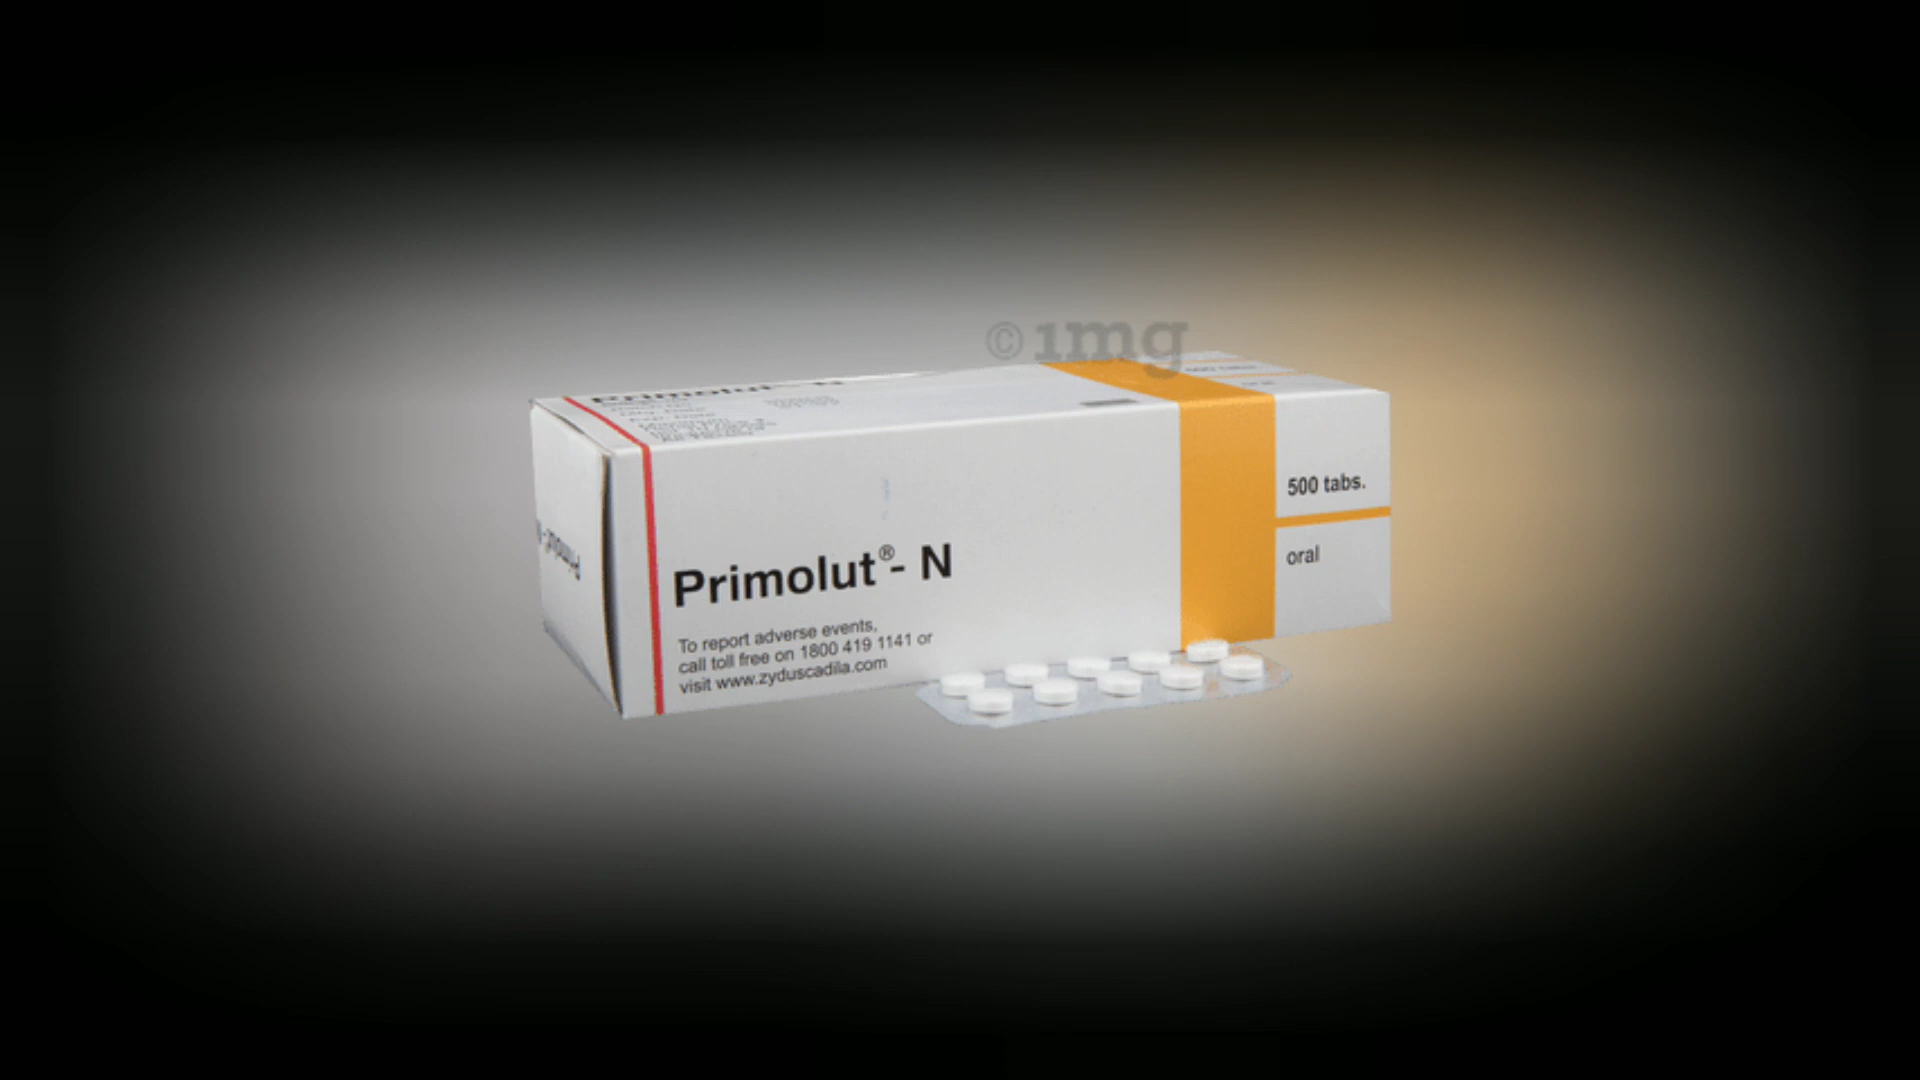 © 1mg
Primolut - N
500 tabs.
oral
Primolut® - N
To report adverse events,
call toll free on 1800 419 1141 or
visit www.zyduscadila.com
Primolut - N